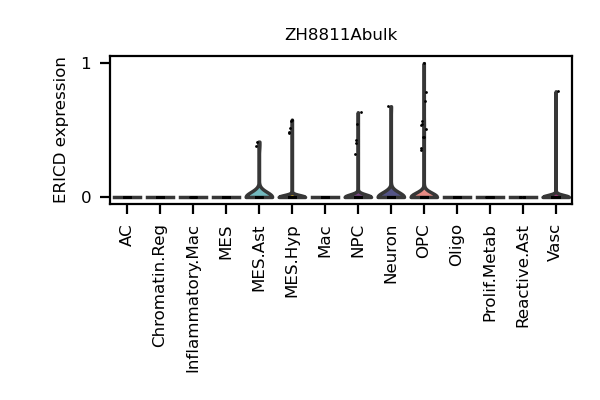 ZH8811Abulk
ERICD expression
1
0
AC
Chromatin.Reg
Inflammatory.Mac
MES
MES.Ast
MES.Hyp
Mac
NPC
Neuron
OPC
Oligo
Prolif.Metab
Reactive.Ast
Vasc